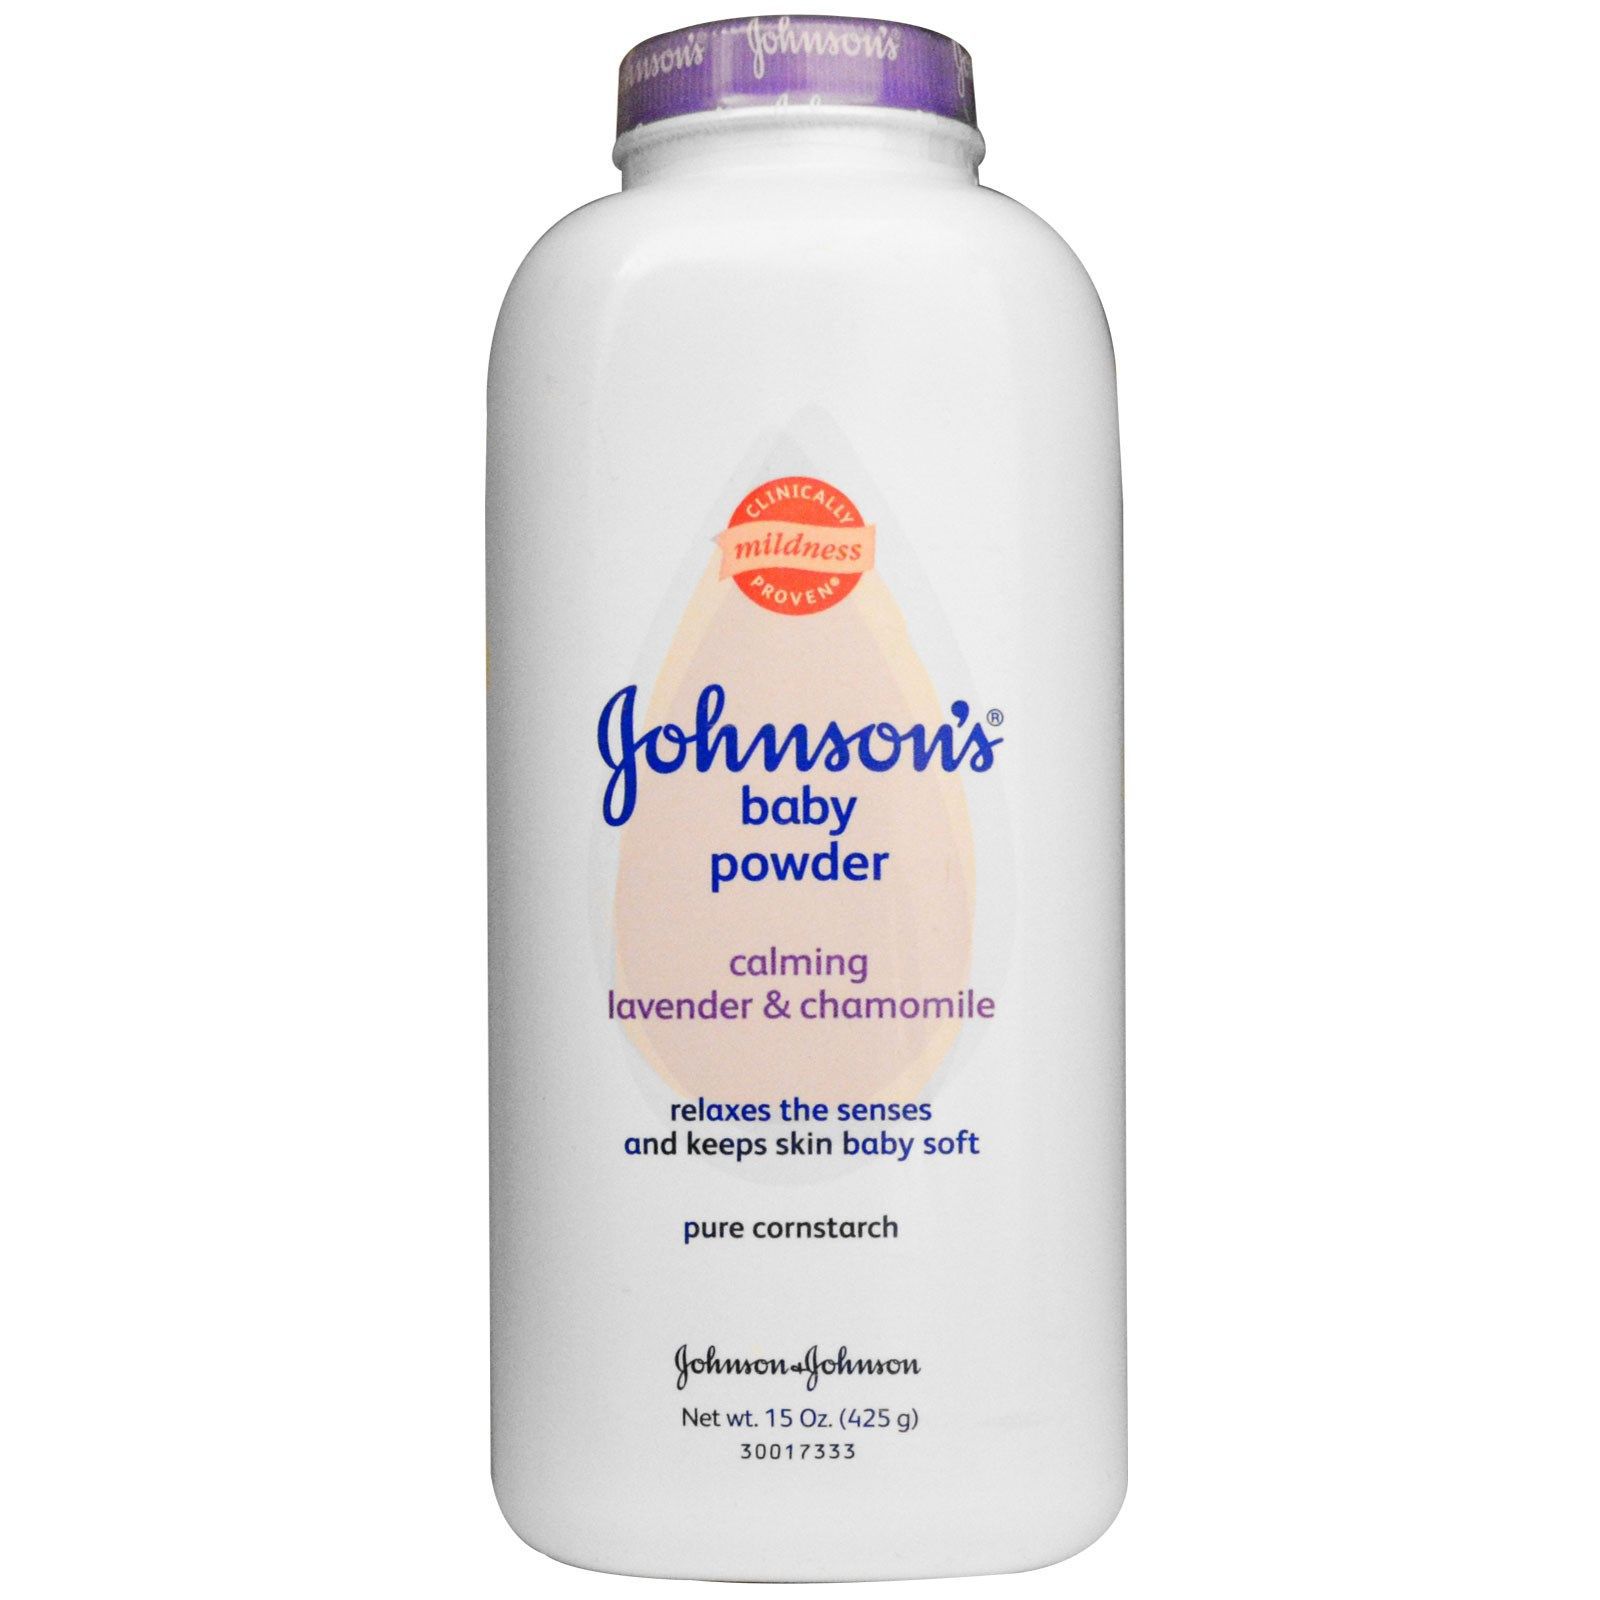 Johnson's
CLINICALLY
mildness
PROVEN®
Johnson's®
baby
powder
calming
lavender & chamomile
relaxes the senses
and keeps skin baby soft
pure cornstarch
Johnson & Johnson
Net wt. 15 Oz. (425 g)
30017333